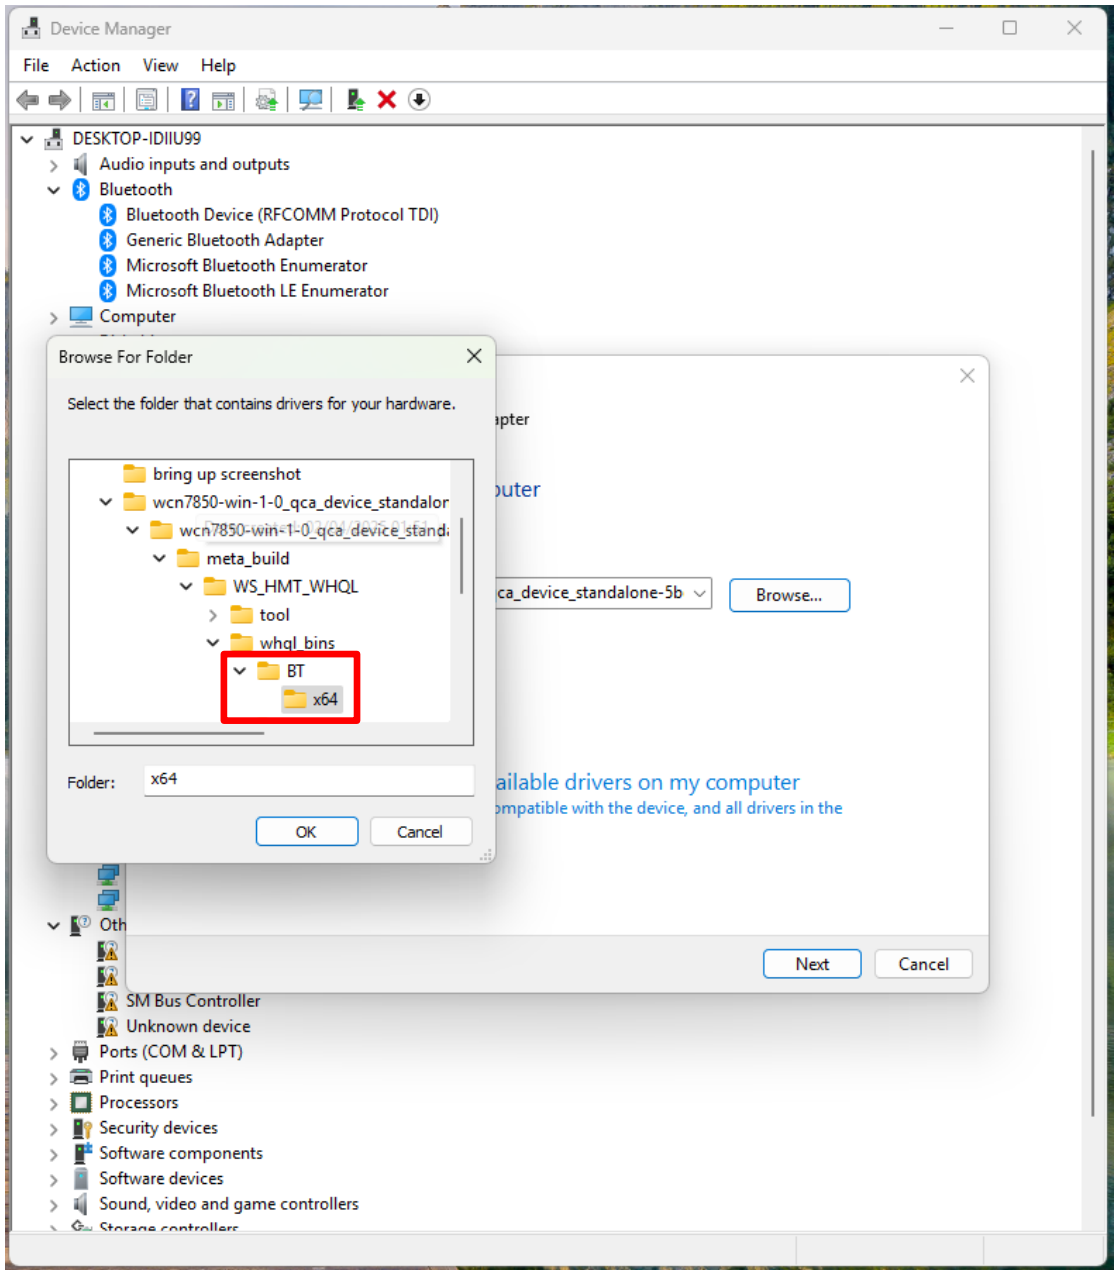 Device Manager
File Action View Help
DESKTOP-IDIIU99
Audio inputs and outputs
Bluetooth
Bluetooth Device (RFCOMM Protocol TDI)
Generic Bluetooth Adapter
Microsoft Bluetooth Enumerator
Microsoft Bluetooth LE Enumerator
Computer
Browse For Folder
Select the folder that contains drivers for your hardware.
bring up screenshot
wcn7850-win-1-0_qca_device_standalor
wcn7850-win-1-0_qca_device_standa
meta_build
WS_HMT_WHQL
tool
whql_bins
BT
x64
Folder: x64
OK Cancel
apter
puter
ca_device_standalone-5b Browse...
ailable drivers on my computer
ompatible with the device, and all drivers in the
Next Cancel
Oth
SM Bus Controller
Unknown device
Ports (COM & LPT)
Print queues
Processors
Security devices
Software components
Software devices
Sound, video and game controllers
Storage controllers